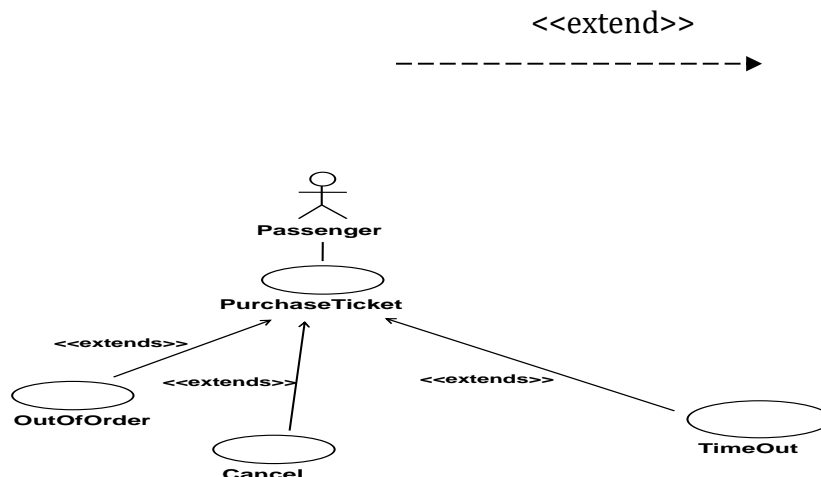 <<extend>>
Passenger
PurchaseTicket
<<extends>>
<<extends>>
<<extends>>
OutOfOrder
TimeOut
Cancel